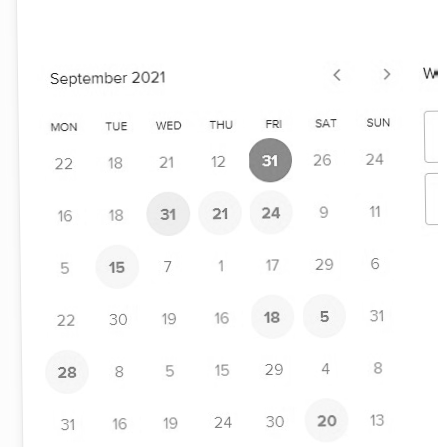 September 2021 < >
MON TUE WED THU FRI SAT SUN
22 18 21 12 31 26 24
16 18 31 21 24 9 11
5 15 7 1 17 29 6
22 30 19 16 18 5 31
28 8 5 15 29 4 8
31 16 19 24 30 20 13